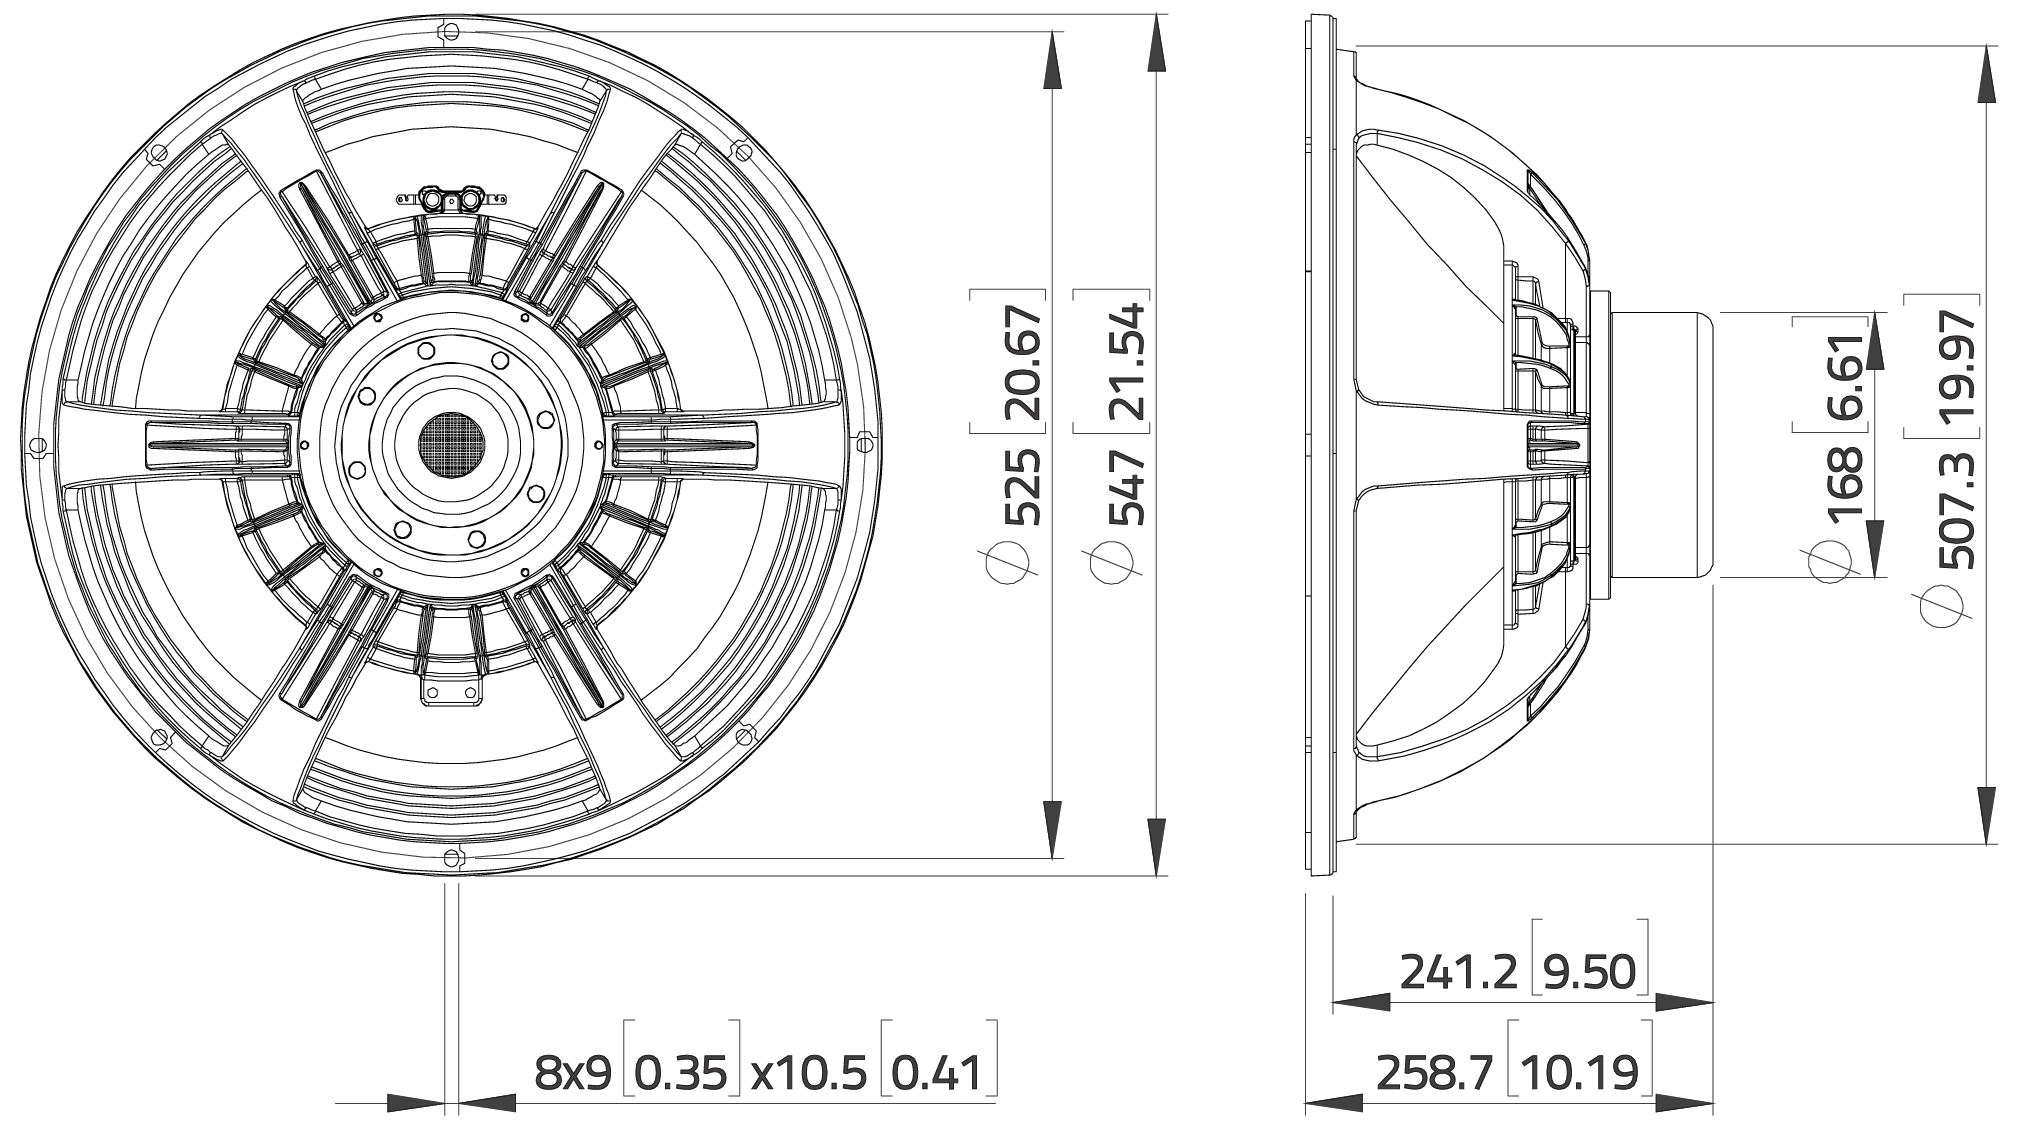 ⌀ 525 [20.67]
⌀ 547 [21.54]
⌀ 168 [6.61]
⌀ 507.3 [19.97]
241.2 [9.50]
8x9 [0.35] x10.5 [0.41]
258.7 [10.19]